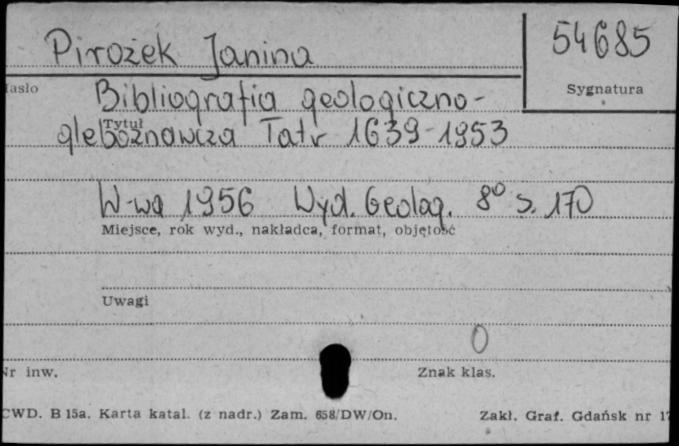 Pirożek Janina
54685
Hasło
Sygnatura
Bibliografia geologiczno-
Tytuł
gleboznawcza Tatr 1639-1953
W-wa 1956 Wyd. Geolog. 8° s. 170
Miejsce, rok wyd., nakładca, format, objętość
Uwagi
0
Nr inw.
Znak klas.
CWD. B 15a. Karta katal. (z nadr.) Zam. 658/DW/On.
Zakł. Graf. Gdańsk nr 17